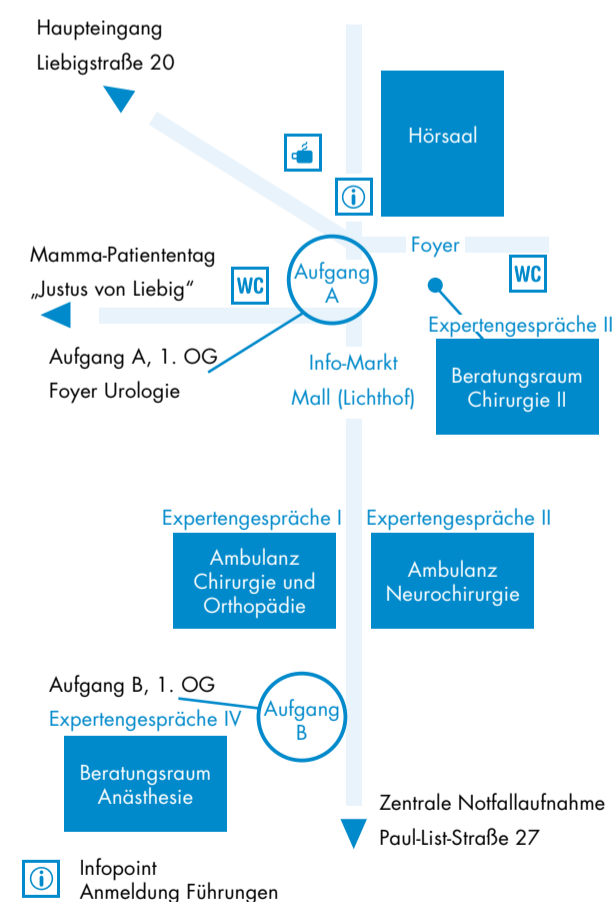 Haupteingang
Liebigstraße 20
Hörsaal
Foyer
WC
Mamma-Patiententag
„Justus von Liebig“
WC
Aufgang
A
Expertengespräche II
Beratungsraum
Chirurgie II
Aufgang A, 1. OG
Foyer Urologie
Info-Markt
Mall (Lichthof)
Expertengespräche I
Ambulanz
Chirurgie und
Orthopädie
Expertengespräche II
Ambulanz
Neurochirurgie
Aufgang B, 1. OG
Expertengespräche IV
Aufgang
B
Beratungsraum
Anästhesie
Zentrale Notfallaufnahme
Paul-List-Straße 27
Infopoint
Anmeldung Führungen